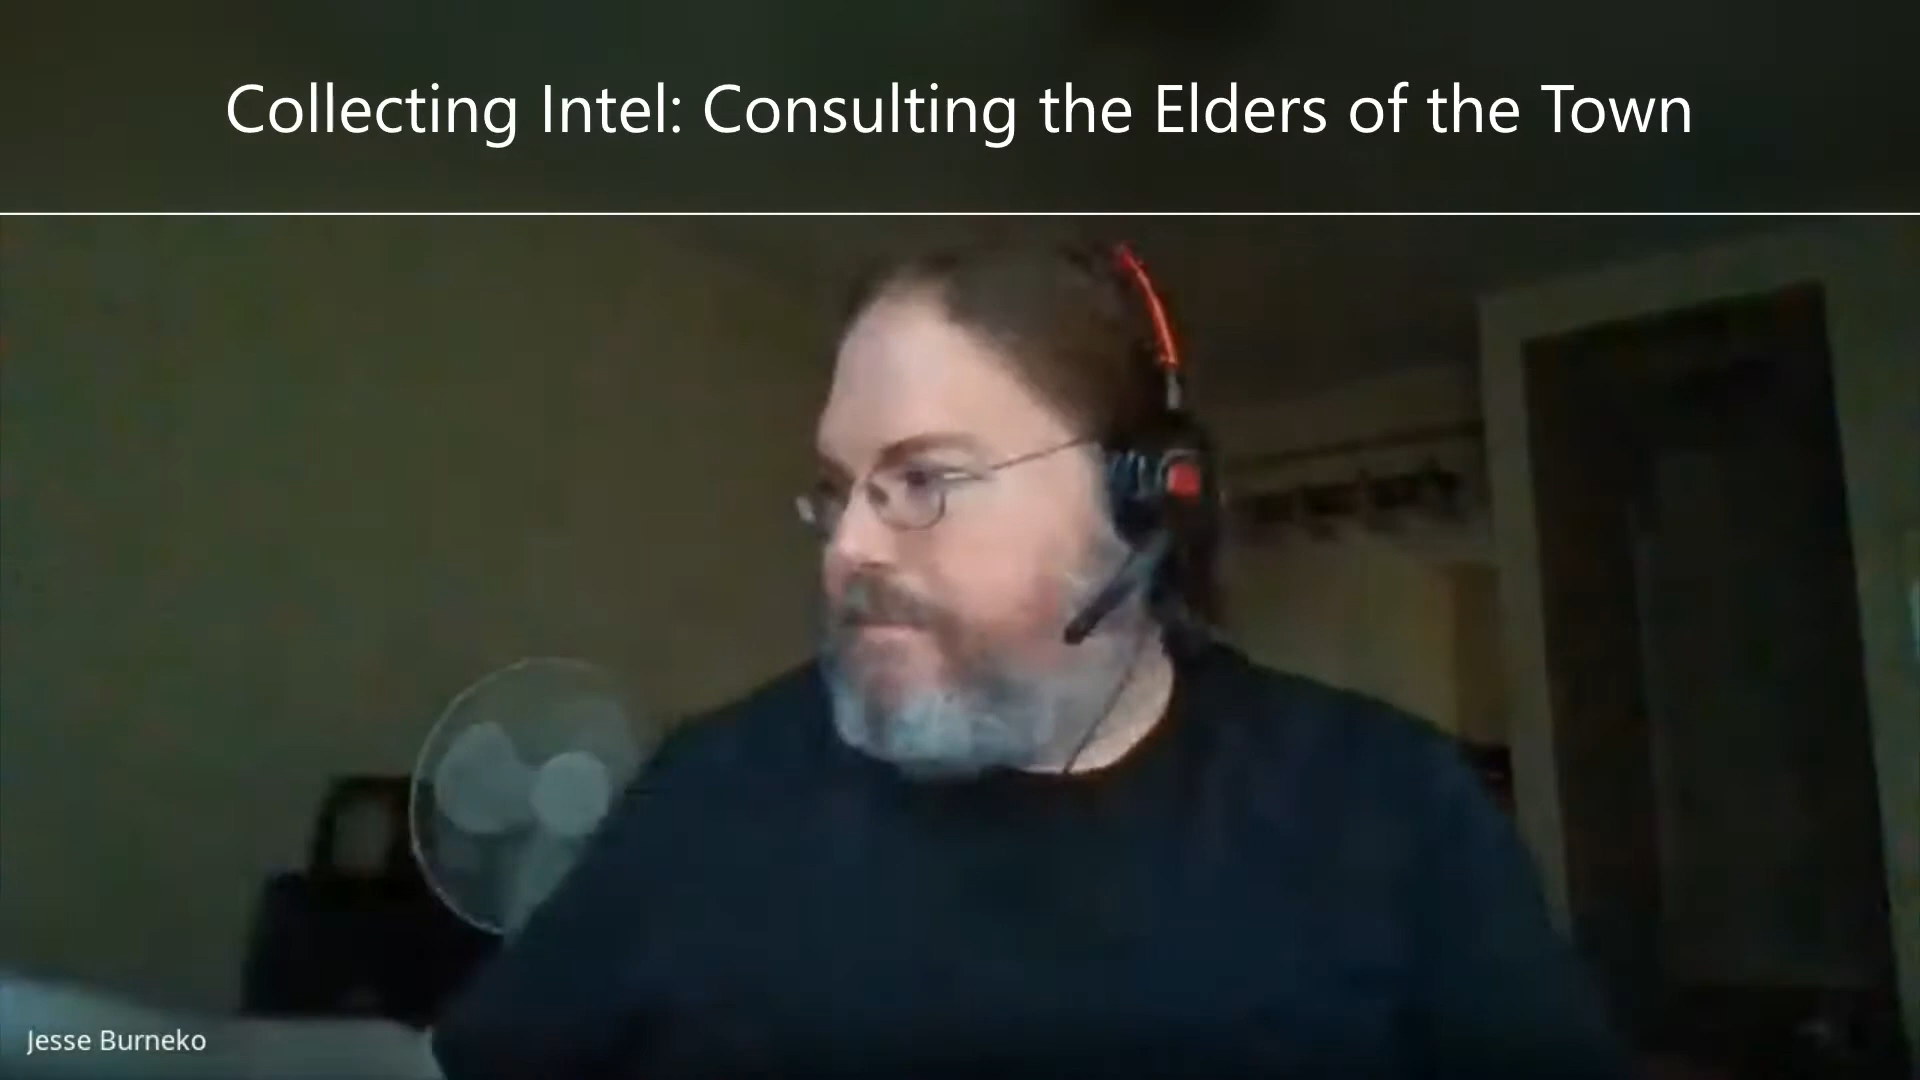 Collecting Intel: Consulting the Elders of the Town
Jesse Burneko